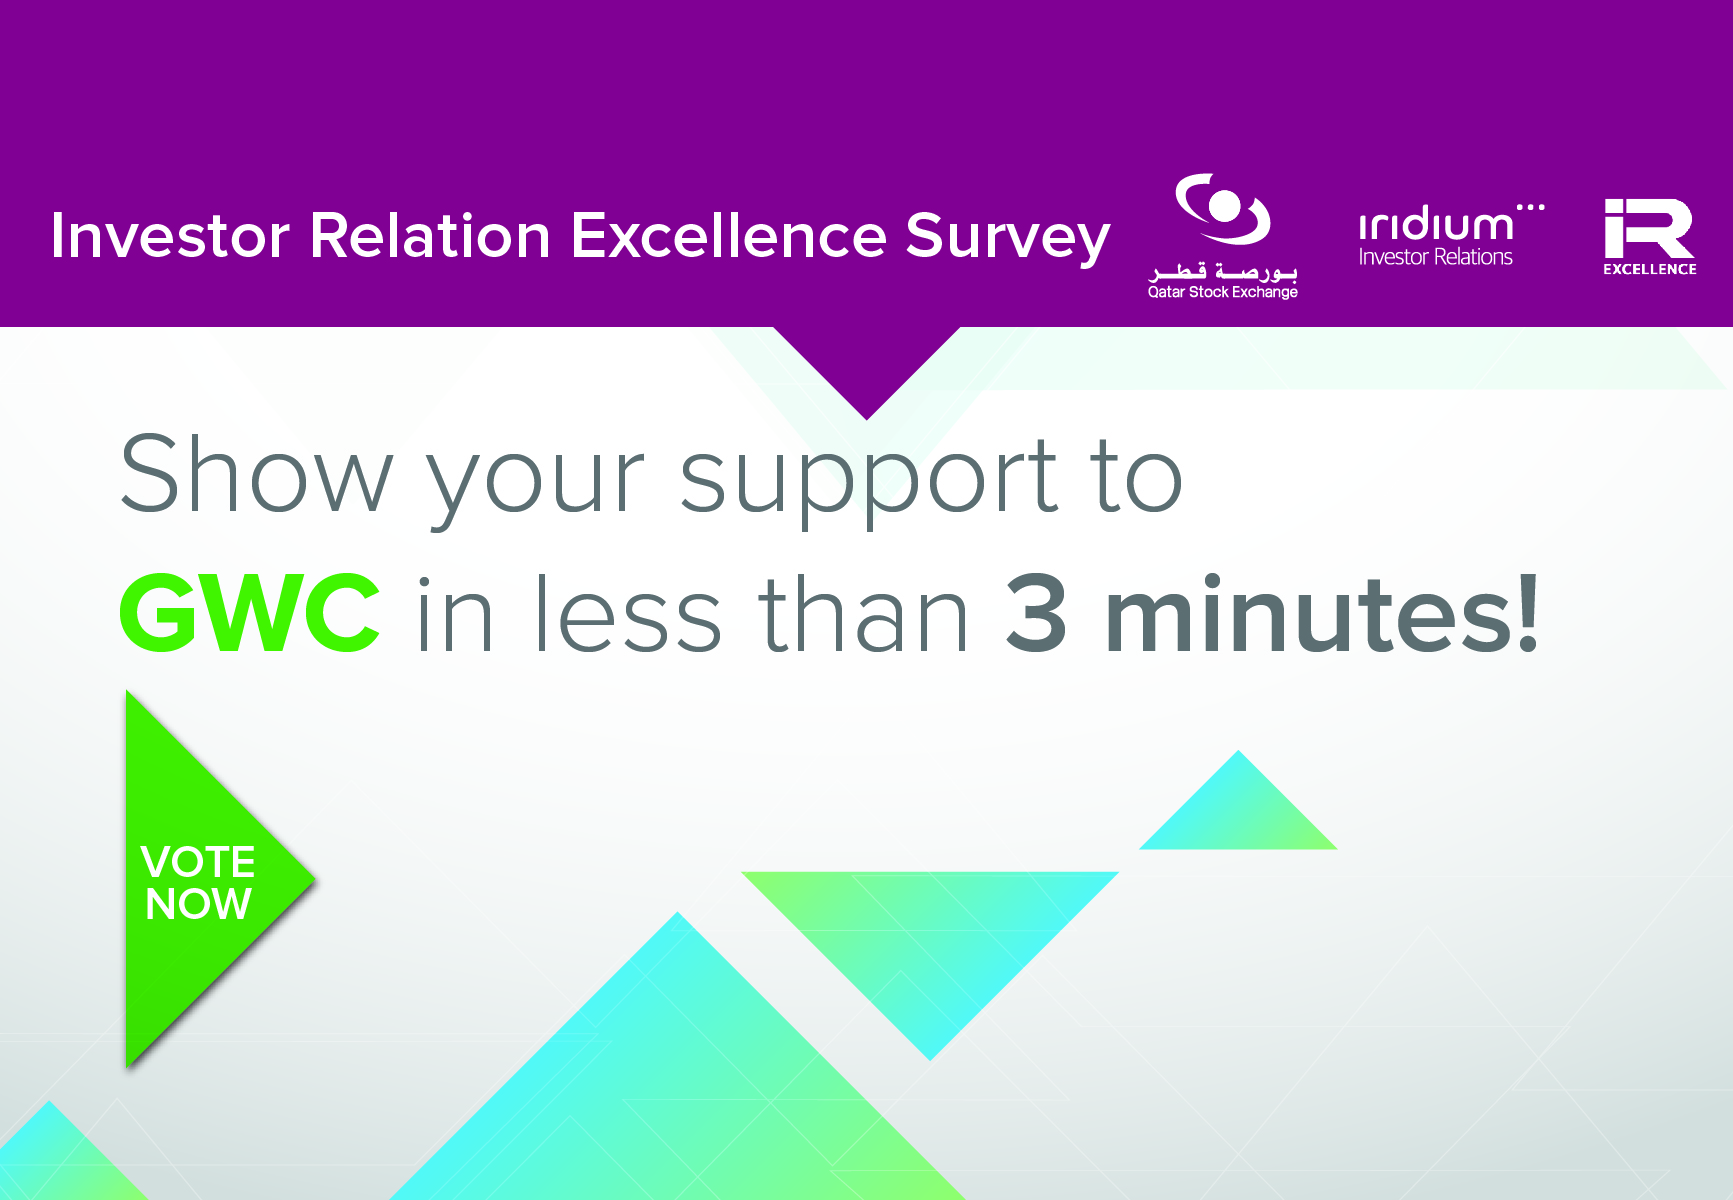 Investor Relation Excellence Survey
بورصة قطر
Qatar Stock Exchange
iridium
Investor Relations
iR
EXCELLENCE
Show your support to
GWC in less than 3 minutes!
VOTE
NOW